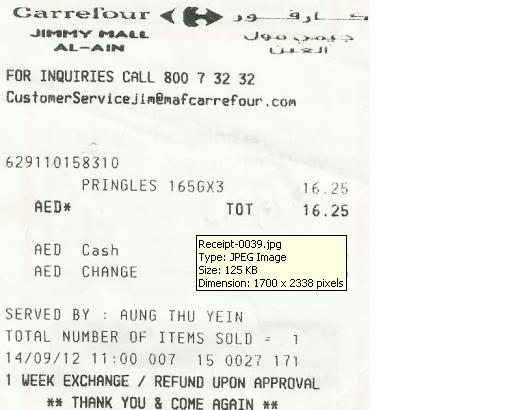 Carrefour كارفور
JIMMY MALL جيمي مول
AL-AIN العين
FOR INQUIRIES CALL 800 7 32 32
CustomerServicejim@mafcarrefour.com
629110158310
PRINGLES 165GX3 16.25
AED* TOT 16.25
AED Cash
AED CHANGE
Receipt-0039.jpg
Type: JPEG Image
Size: 125 KB
Dimension: 1700 x 2338 pixels
SERVED BY : AUNG THU YEIN
TOTAL NUMBER OF ITEMS SOLD = 1
14/09/12 11:00 007 15 0027 171
1 WEEK EXCHANGE / REFUND UPON APPROVAL
** THANK YOU & COME AGAIN **